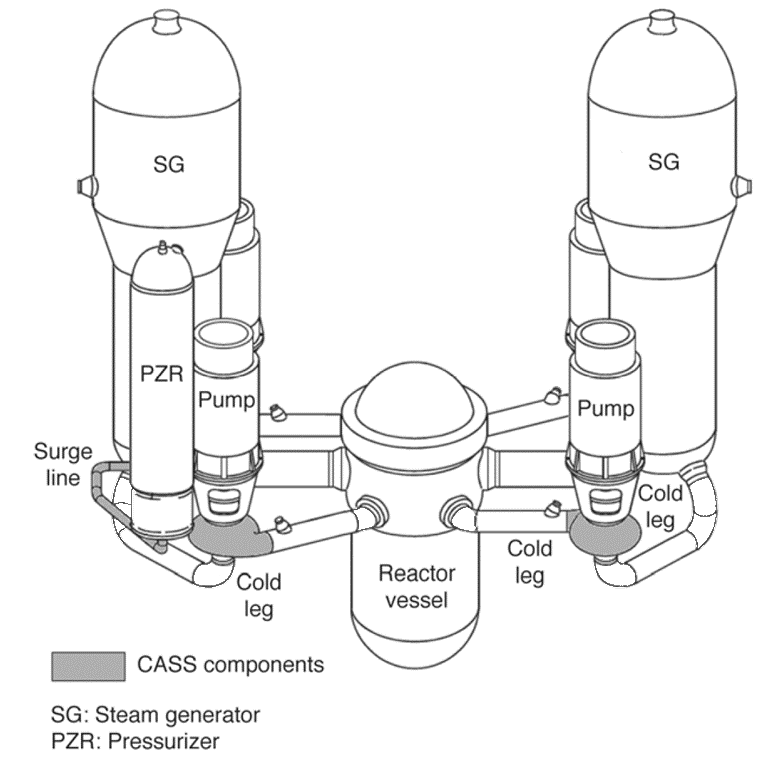 SG
SG
PZR
Pump
Pump
Surge
line
Cold
leg
Cold
leg
Cold
leg
Reactor
vessel
CASS components
SG: Steam generator
PZR: Pressurizer